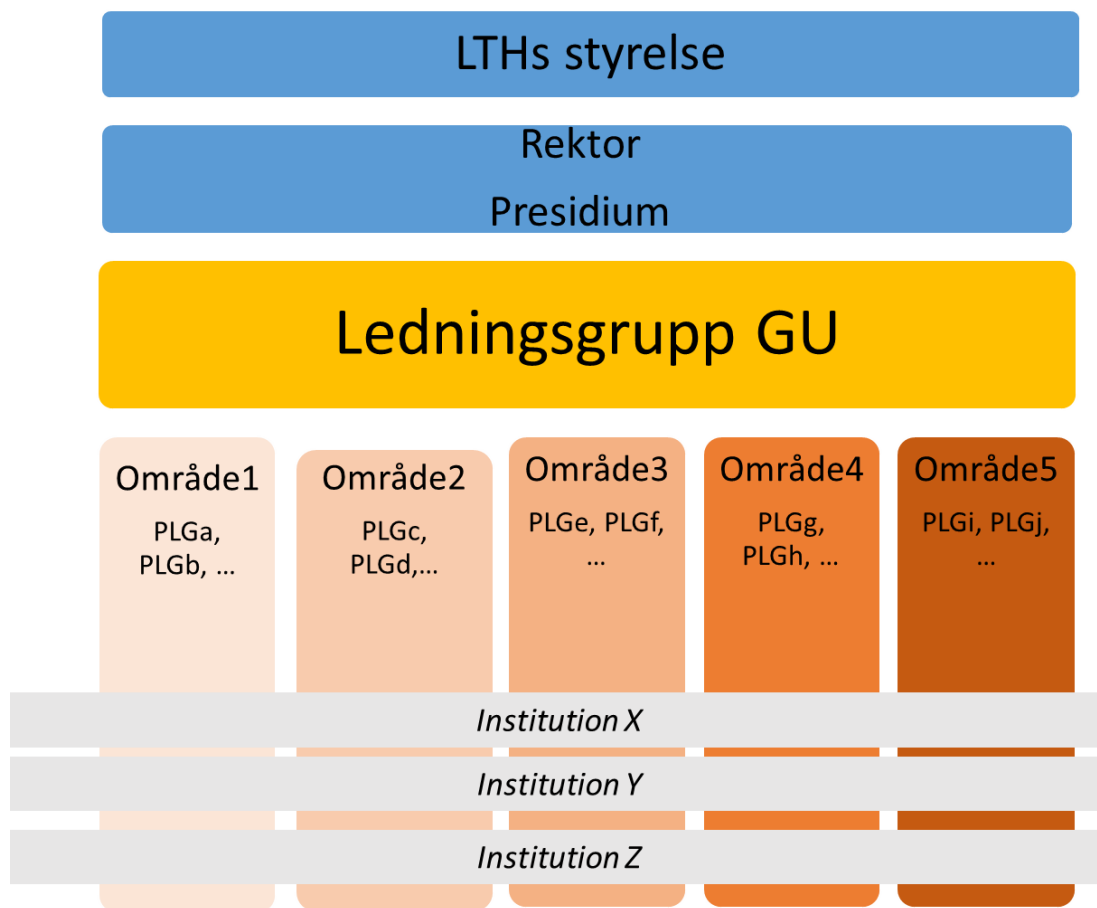 LTHs styrelse
Rektor
Presidium
Ledningsgrupp GU
Område1
PLGa,
PLGb, ...
Område2
PLGc,
PLGd,...
Område3
PLGe, PLGf,
...
Område4
PLGg,
PLGh, ...
Område5
PLGi, PLGj,
...
Institution X
Institution Y
Institution Z